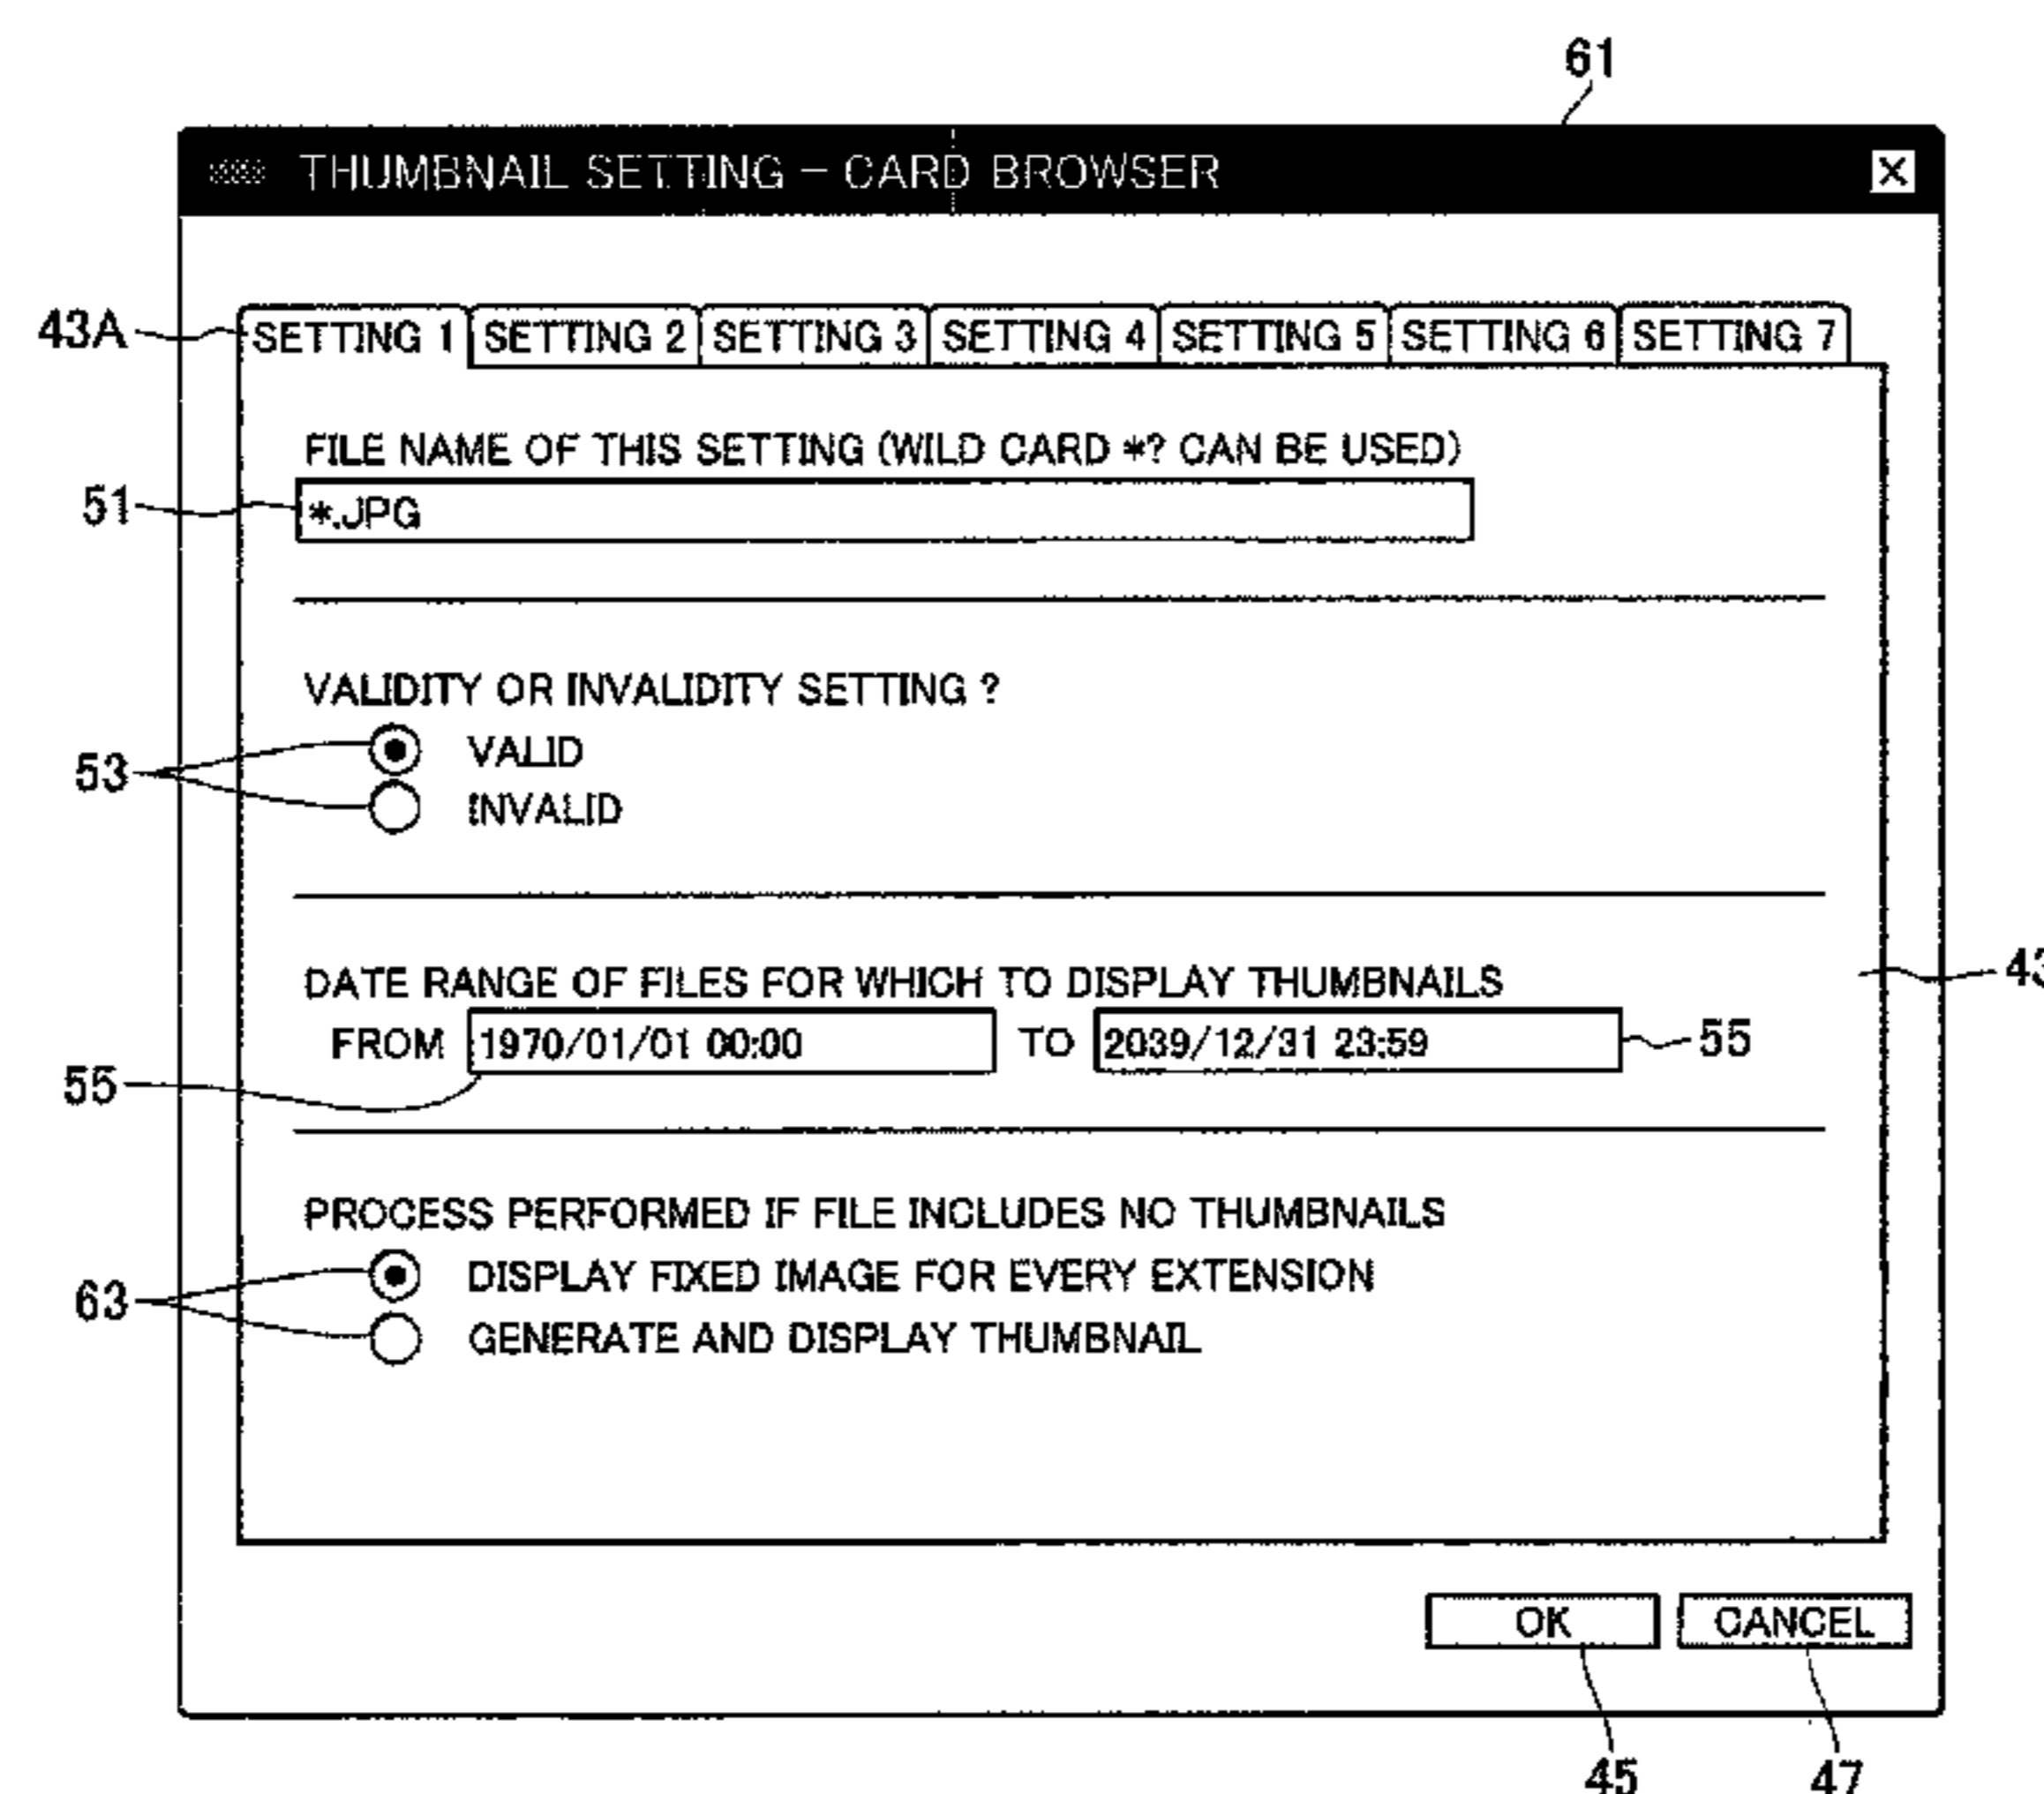 61
THUMBNAIL SETTING – CARD BROWSER
43A
SETTING 1 SETTING 2 SETTING 3 SETTING 4 SETTING 5 SETTING 6 SETTING 7
FILE NAME OF THIS SETTING (WILD CARD *? CAN BE USED)
51
*.JPG
VALIDITY OR INVALIDITY SETTING ?
VALID
53
INVALID
43
DATE RANGE OF FILES FOR WHICH TO DISPLAY THUMBNAILS
FROM 1970/01/01 00:00 TO 2039/12/31 23:59 55
55
PROCESS PERFORMED IF FILE INCLUDES NO THUMBNAILS
DISPLAY FIXED IMAGE FOR EVERY EXTENSION
63
GENERATE AND DISPLAY THUMBNAIL
OK CANCEL
45 47